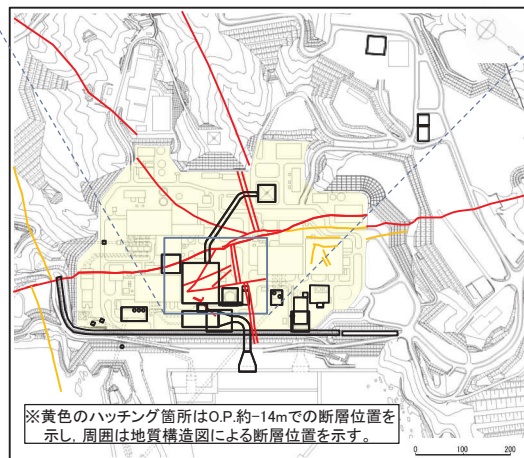 ※黄色のハッチング箇所はO.P.約-14mでの断層位置を
示し，周囲は地質構造図による断層位置を示す。
0 100 200